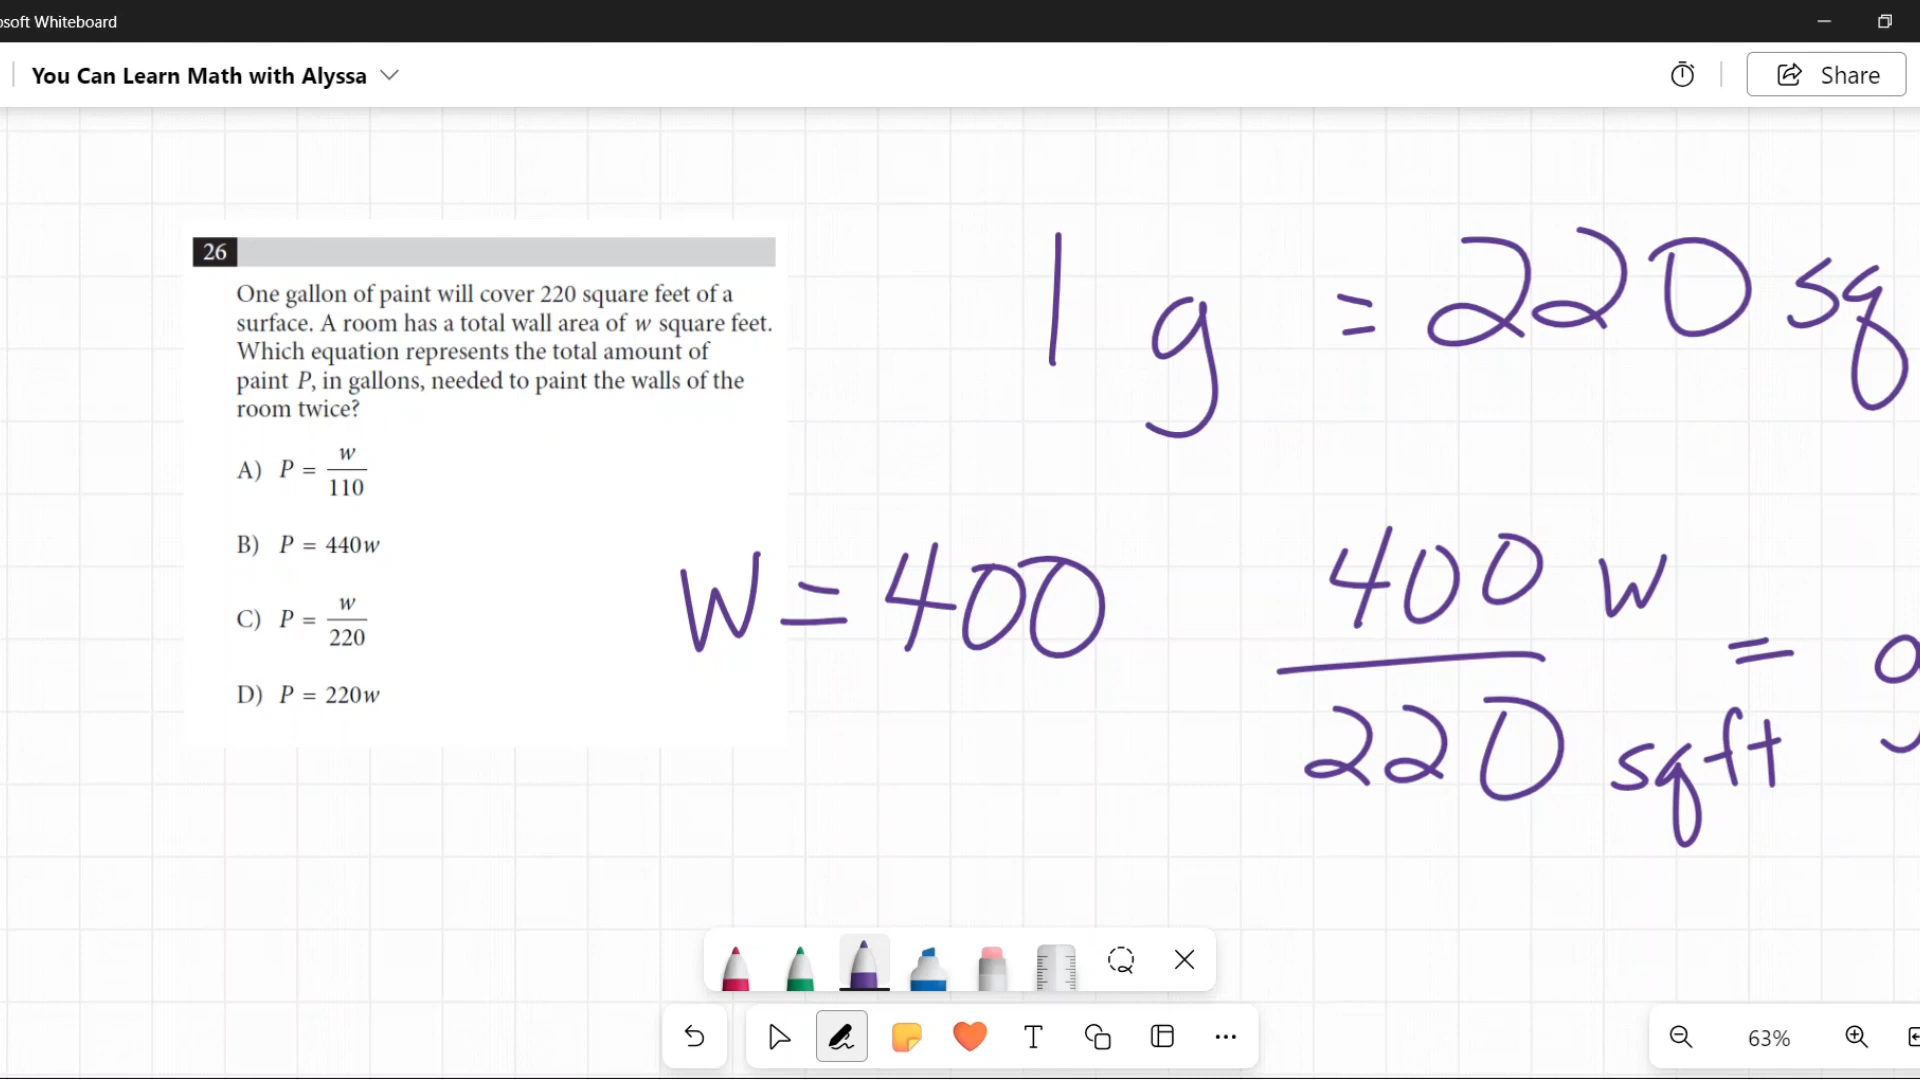 osoft Whiteboard
You Can Learn Math with Alyssa
Share
26
One gallon of paint will cover 220 square feet of a
surface. A room has a total wall area of w square feet.
Which equation represents the total amount of
paint P, in gallons, needed to paint the walls of the
room twice?
A) P = w/110
B) P = 440w
C) P = w/220
D) P = 220w
1 g = 220 sq
W = 400
400 w
=
220 sqft
T
63%